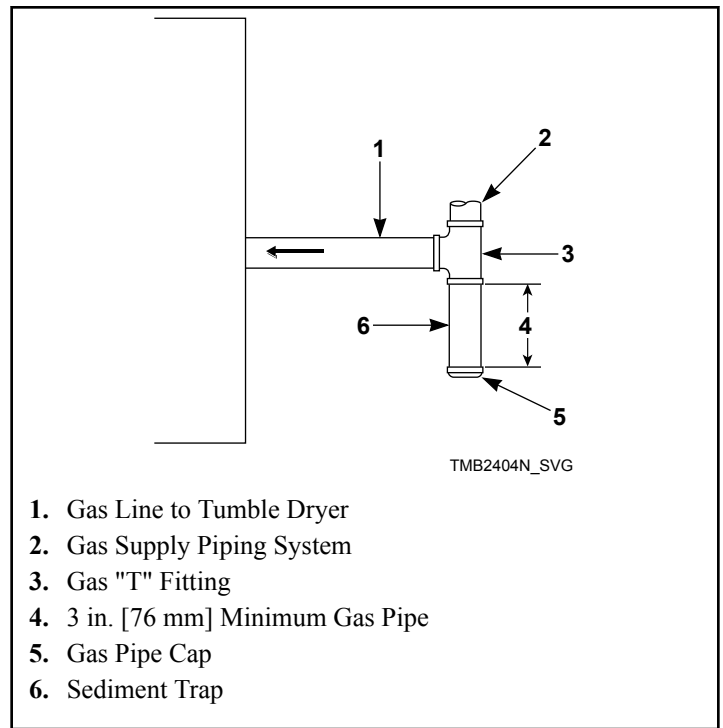 1
2
3
6
4
5
TMB2404N_SVG
1. Gas Line to Tumble Dryer
2. Gas Supply Piping System
3. Gas "T" Fitting
4. 3 in. [76 mm] Minimum Gas Pipe
5. Gas Pipe Cap
6. Sediment Trap